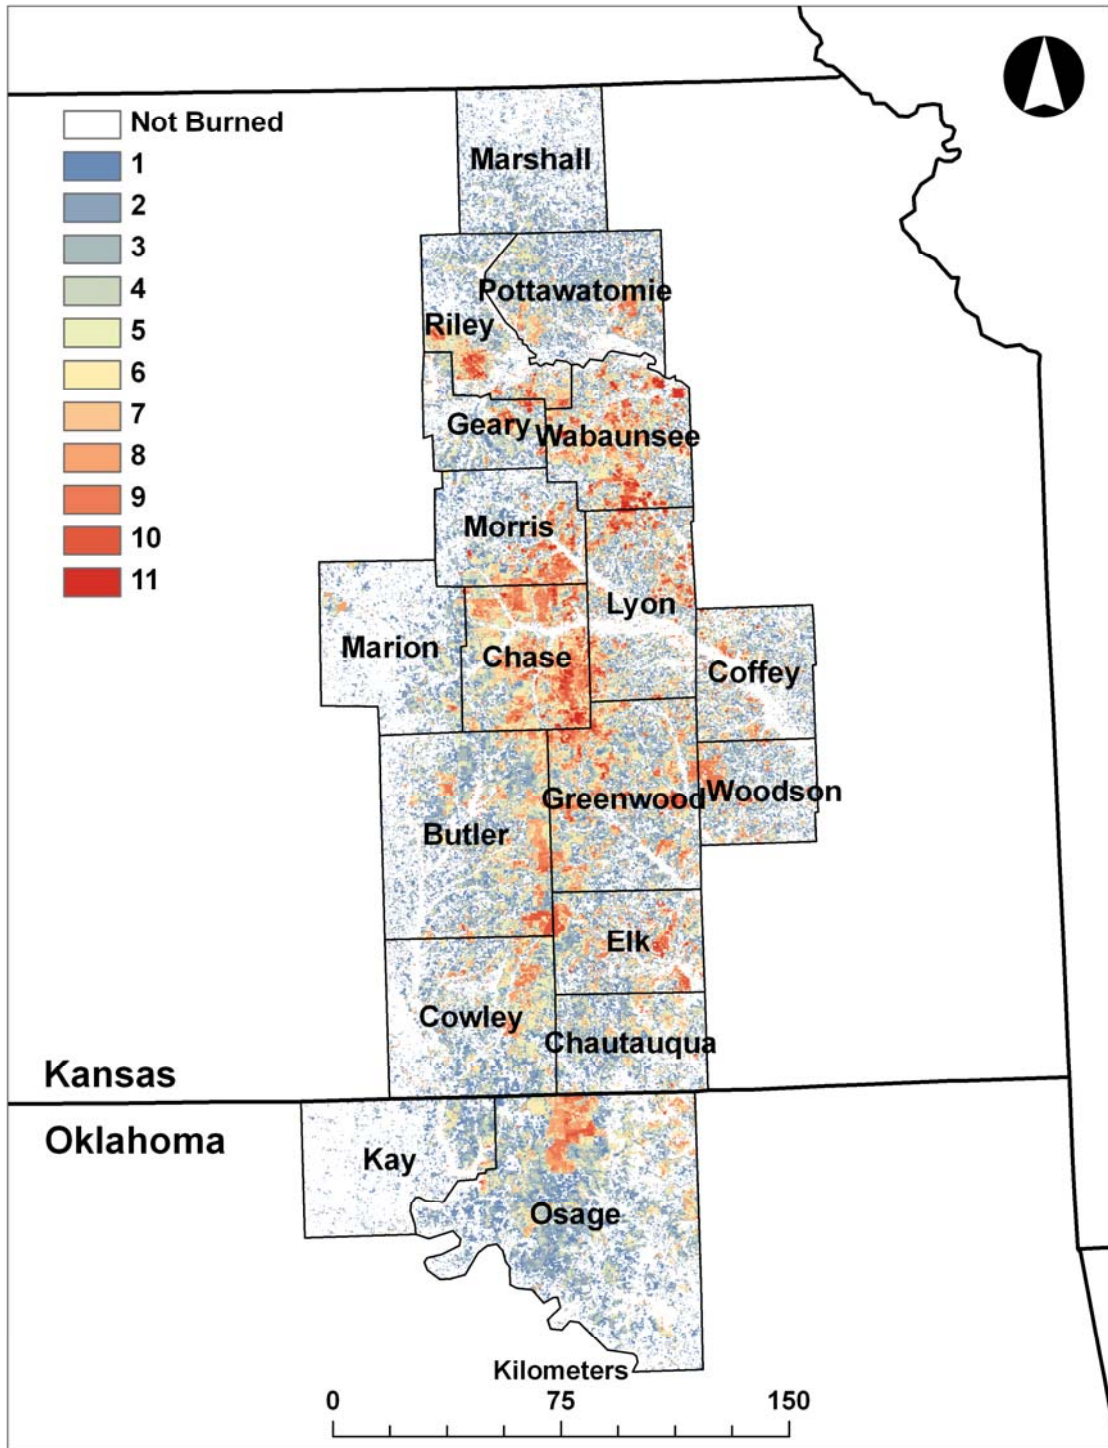 Not Burned
1
2
3
4
5
6
7
8
9
10
11
Marshall
Pottawatomie
Riley
Geary
Wabaunsee
Morris
Lyon
Marion
Chase
Coffey
Greenwood
Woodson
Butler
Elk
Cowley
Chautauqua
Kansas
Oklahoma
Kay
Osage
Kilometers
0 75 150